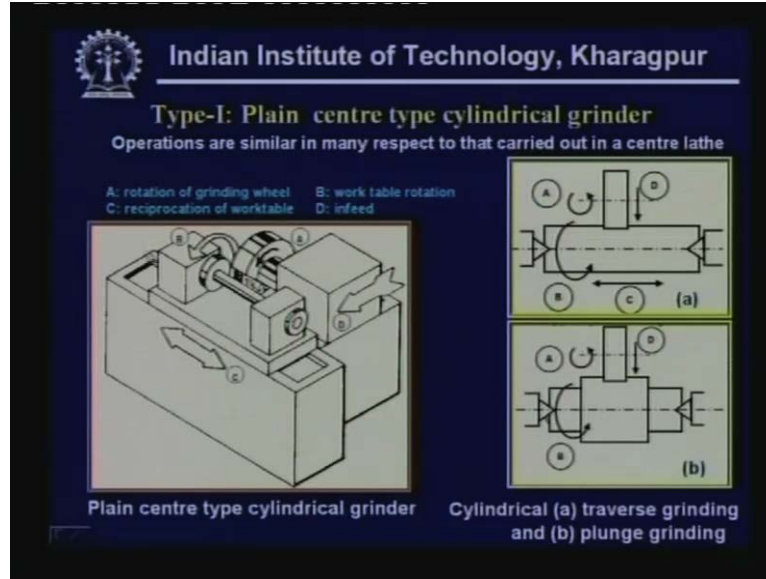 Indian Institute of Technology, Kharagpur
Type-I: Plain centre type cylindrical grinder
Operations are similar in many respect to that carried out in a centre lathe
A: rotation of grinding wheel B: work table rotation
C: reciprocation of worktable D: infeed
B
A
D
C
Plain centre type cylindrical grinder
A
D
B
C
(a)
A
D
B
(b)
Cylindrical (a) traverse grinding
and (b) plunge grinding